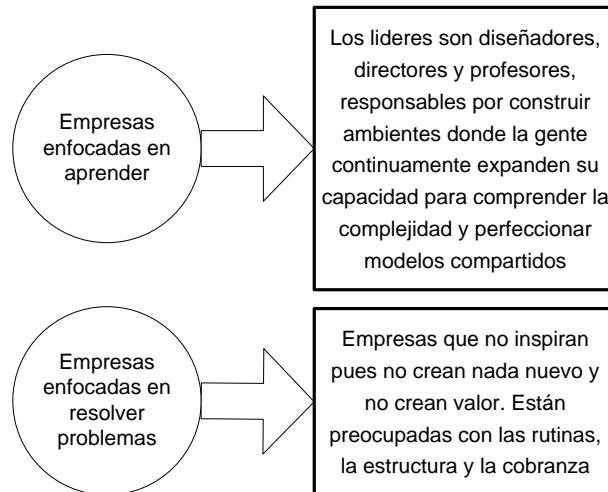 Empresas
enfocadas en
aprender
Los lideres son diseñadores,
directores y profesores,
responsables por construir
ambientes donde la gente
continuamente expanden su
capacidad para comprender la
complejidad y perfeccionar
modelos compartidos
Empresas
enfocadas en
resolver
problemas
Empresas que no inspiran
pues no crean nada nuevo y
no crean valor. Están
preocupadas con las rutinas,
la estructura y la cobranza